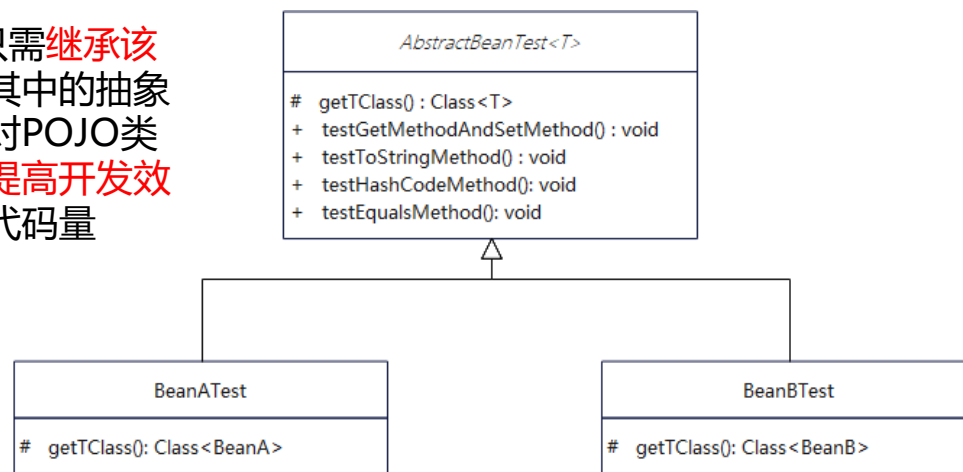 只需继承该
其中的抽象
对POJO类
提高开发效
代码量
AbstractBeanTest<T>
# getTClass() : Class<T>
+ testGetMethodAndSetMethod() : void
+ testToStringMethod() : void
+ testHashCodeMethod(): void
+ testEqualsMethod(): void
BeanATest
# getTClass(): Class<BeanA>
BeanBTest
# getTClass(): Class<BeanB>